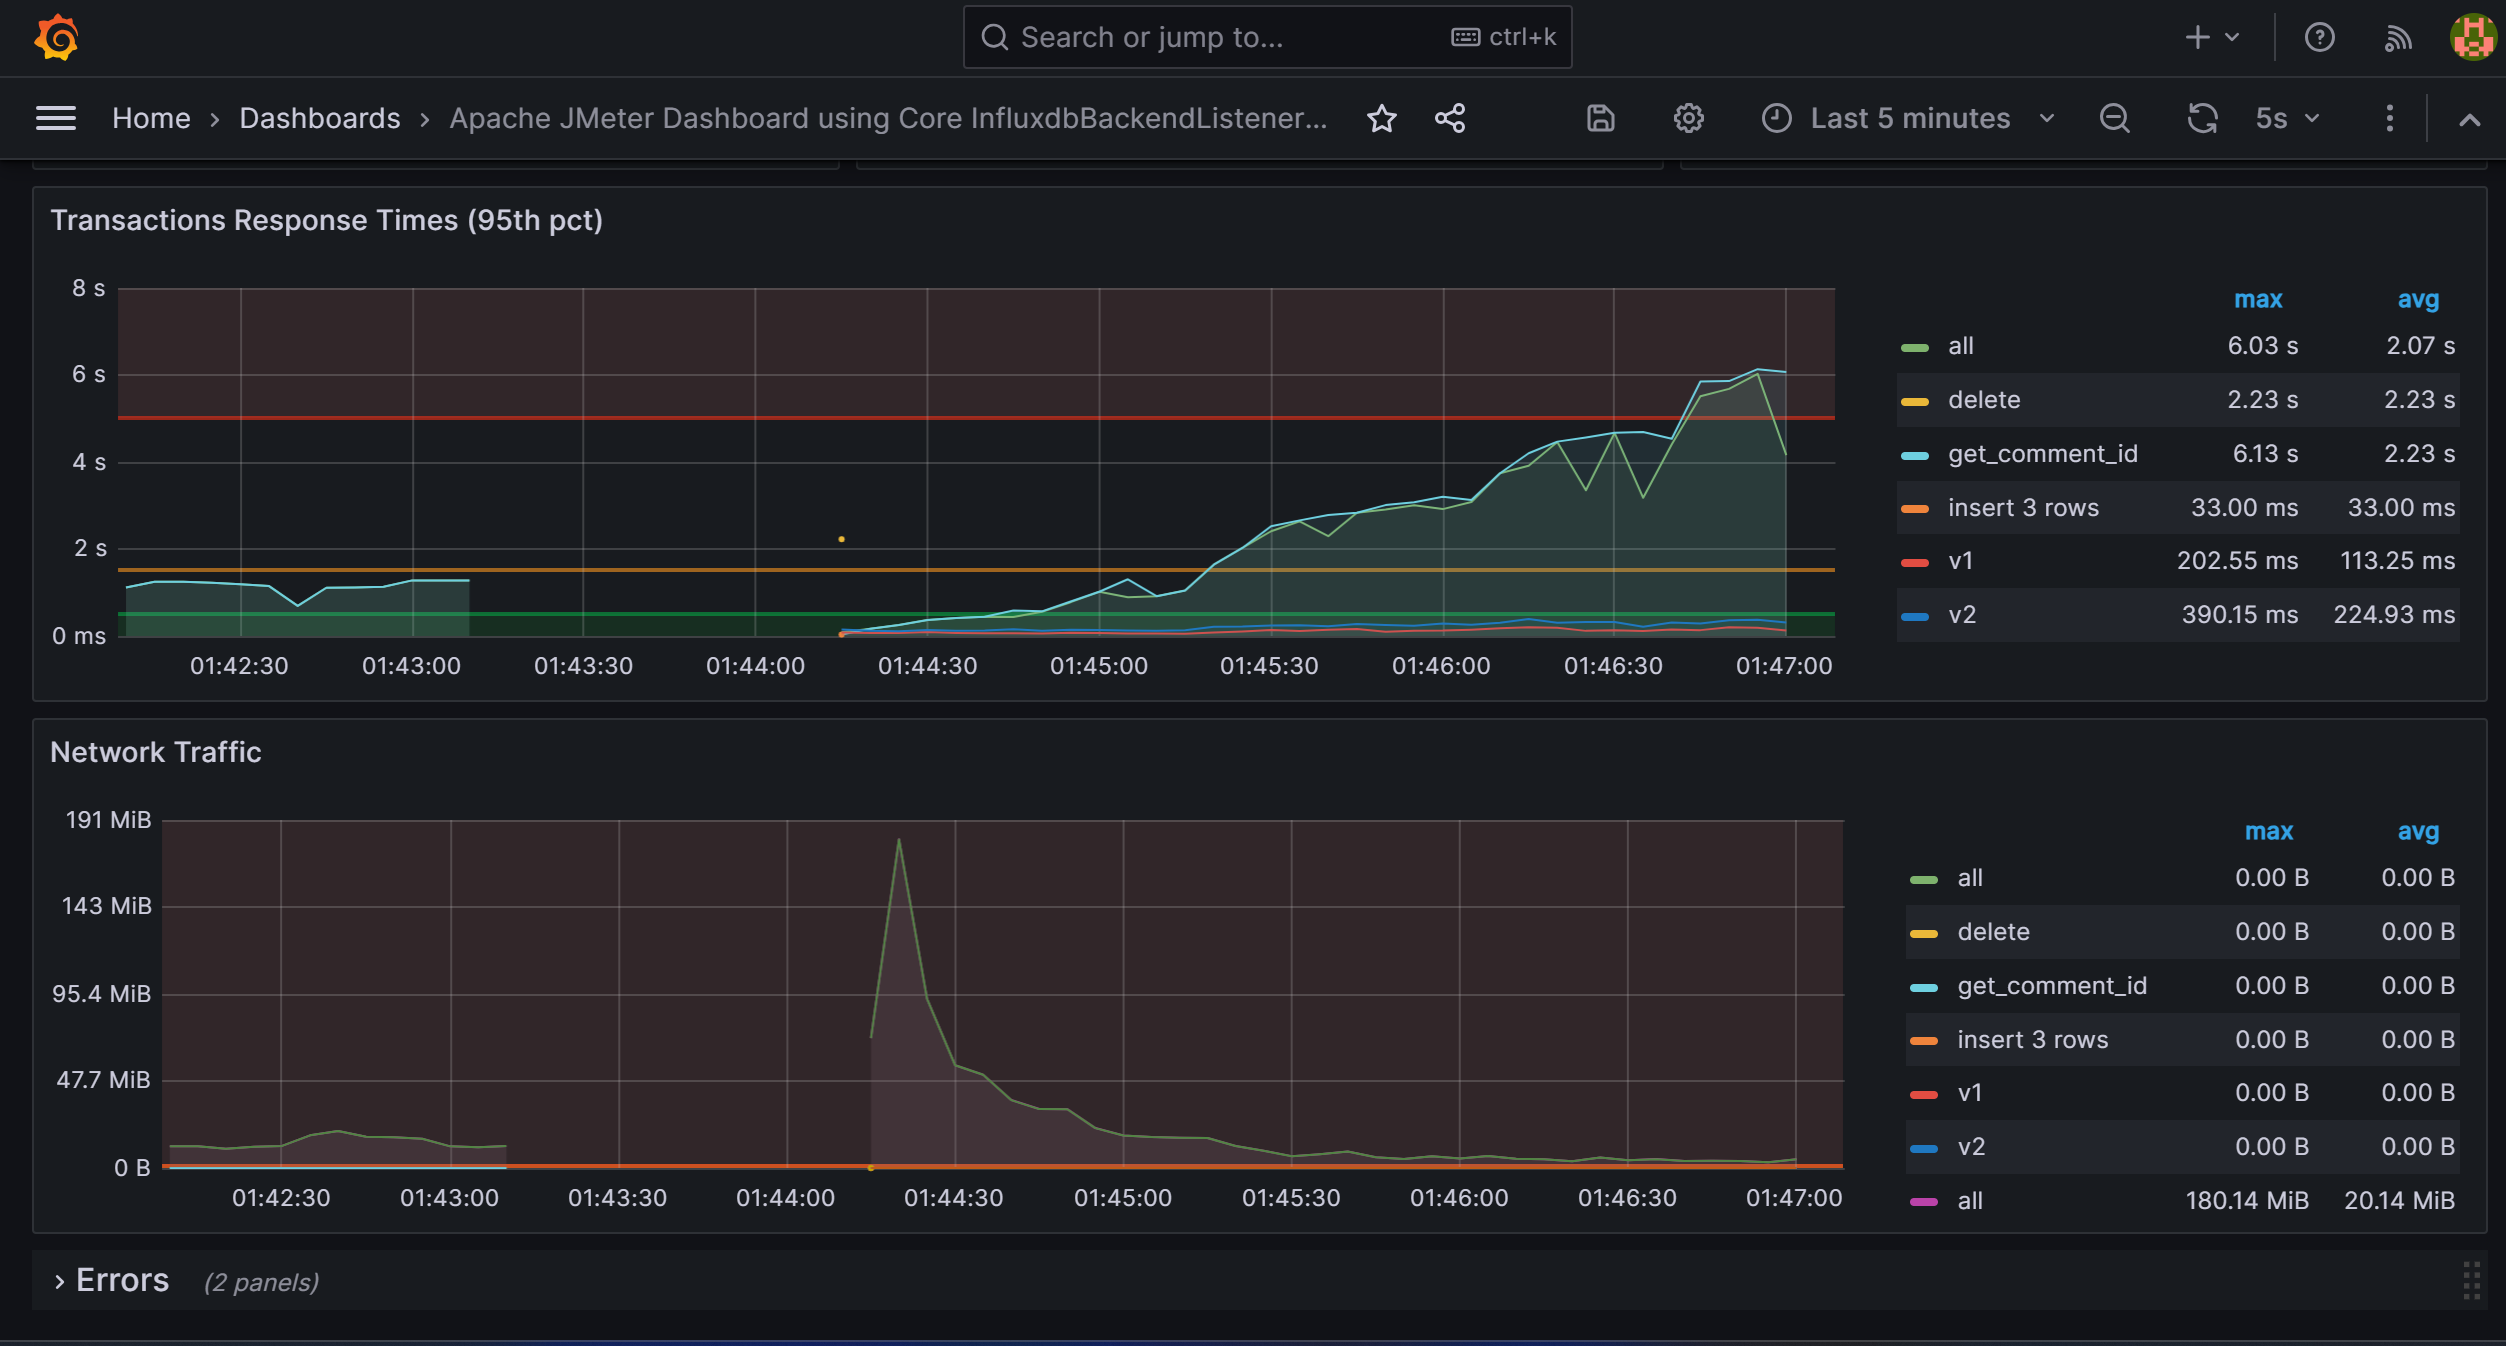 Search or jump to...
ctrl+k
Home › Dashboards › Apache JMeter Dashboard using Core InfluxdbBackendListener...
Last 5 minutes
5s
Transactions Response Times (95th pct)
8 s
6 s
4 s
2 s
0 ms
01:42:30 01:43:00 01:43:30 01:44:00 01:44:30 01:45:00 01:45:30 01:46:00 01:46:30 01:47:00
max avg
all 6.03 s 2.07 s
delete 2.23 s 2.23 s
get_comment_id 6.13 s 2.23 s
insert 3 rows 33.00 ms 33.00 ms
v1 202.55 ms 113.25 ms
v2 390.15 ms 224.93 ms
Network Traffic
191 MiB
143 MiB
95.4 MiB
47.7 MiB
0 B
01:42:30 01:43:00 01:43:30 01:44:00 01:44:30 01:45:00 01:45:30 01:46:00 01:46:30 01:47:00
max avg
all 0.00 B 0.00 B
delete 0.00 B 0.00 B
get_comment_id 0.00 B 0.00 B
insert 3 rows 0.00 B 0.00 B
v1 0.00 B 0.00 B
v2 0.00 B 0.00 B
all 180.14 MiB 20.14 MiB
› Errors (2 panels)